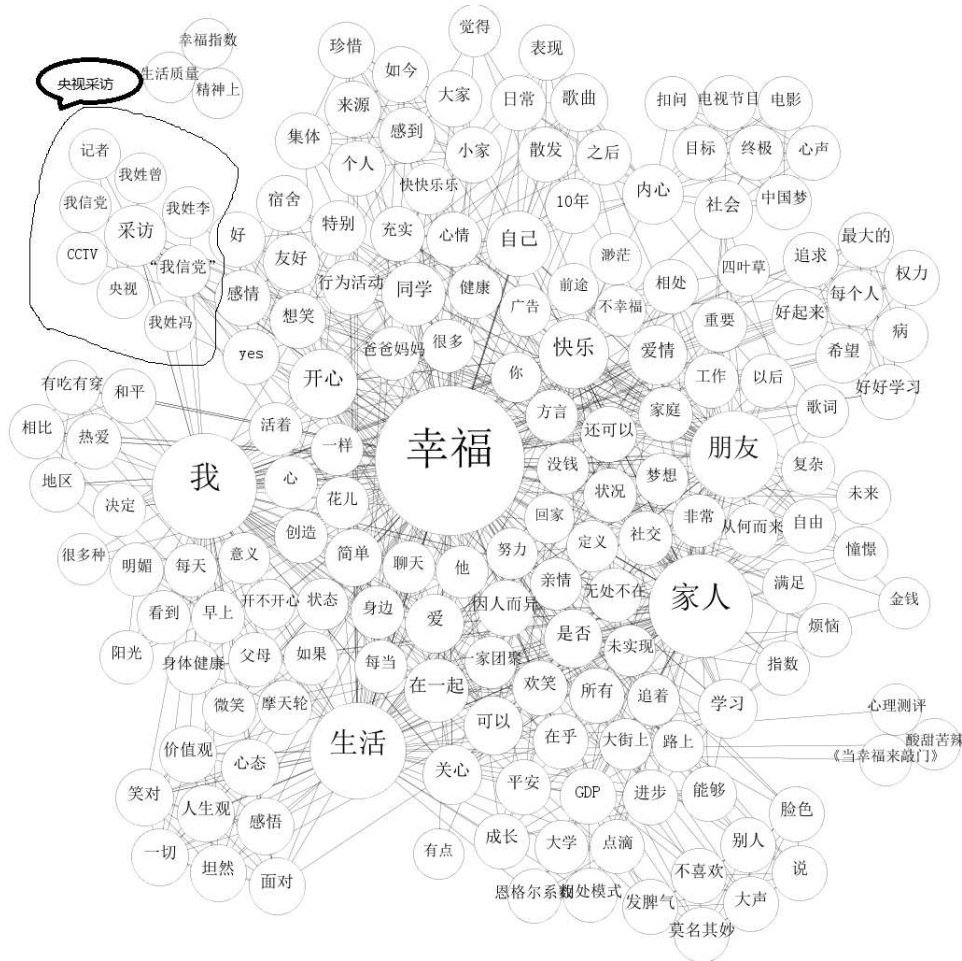 幸福指数
生活质量
精神上
央视采访
记者
我姓曾
我信党
我姓李
采访
CCTV
“我信党”
央视
我姓冯
觉得
珍惜
表现
如今
来源
大家
日常
歌曲
集体
感到
个人
小家
散发
之后
快快乐乐
扣问
电视节目
电影
目标
终极
心声
内心
社会
中国梦
宿舍
特别
充实
心情
自己
10年
好
友好
感情
行为活动
同学
健康
渺茫
广告
前途
不幸福
相处
四叶草
追求
最大的
每个人
权力
好起来
重要
病
希望
想笑
yes
爸爸妈妈
很多
快乐
爱情
开心
你
工作
以后
好好学习
有吃有穿
和平
相比
热爱
地区
决定
活着
一样
幸福
方言
还可以
家庭
歌词
朋友
我
心
花儿
没钱
状况
梦想
复杂
未来
创造
回家
定义
社交
非常
从何而来
自由
憧憬
很多种
明媚
每天
意义
简单
聊天
他
努力
亲情
无处不在
满足
金钱
看到
早上
开不开心
状态
身边
爱
因人而异
是否
未实现
家人
烦恼
阳光
身体健康
父母
如果
每当
一家团聚
在一起
欢笑
所有
追着
指数
微笑
摩天轮
生活
可以
在乎
大街上
路上
学习
心理测评
酸甜苦辣
《当幸福来敲门》
价值观
心态
关心
平安
GDP
进步
能够
笑对
人生观
感悟
脸色
别人
一切
坦然
面对
有点
成长
大学
点滴
不喜欢
说
恩格尔系数
相处模式
发脾气
大声
莫名其妙